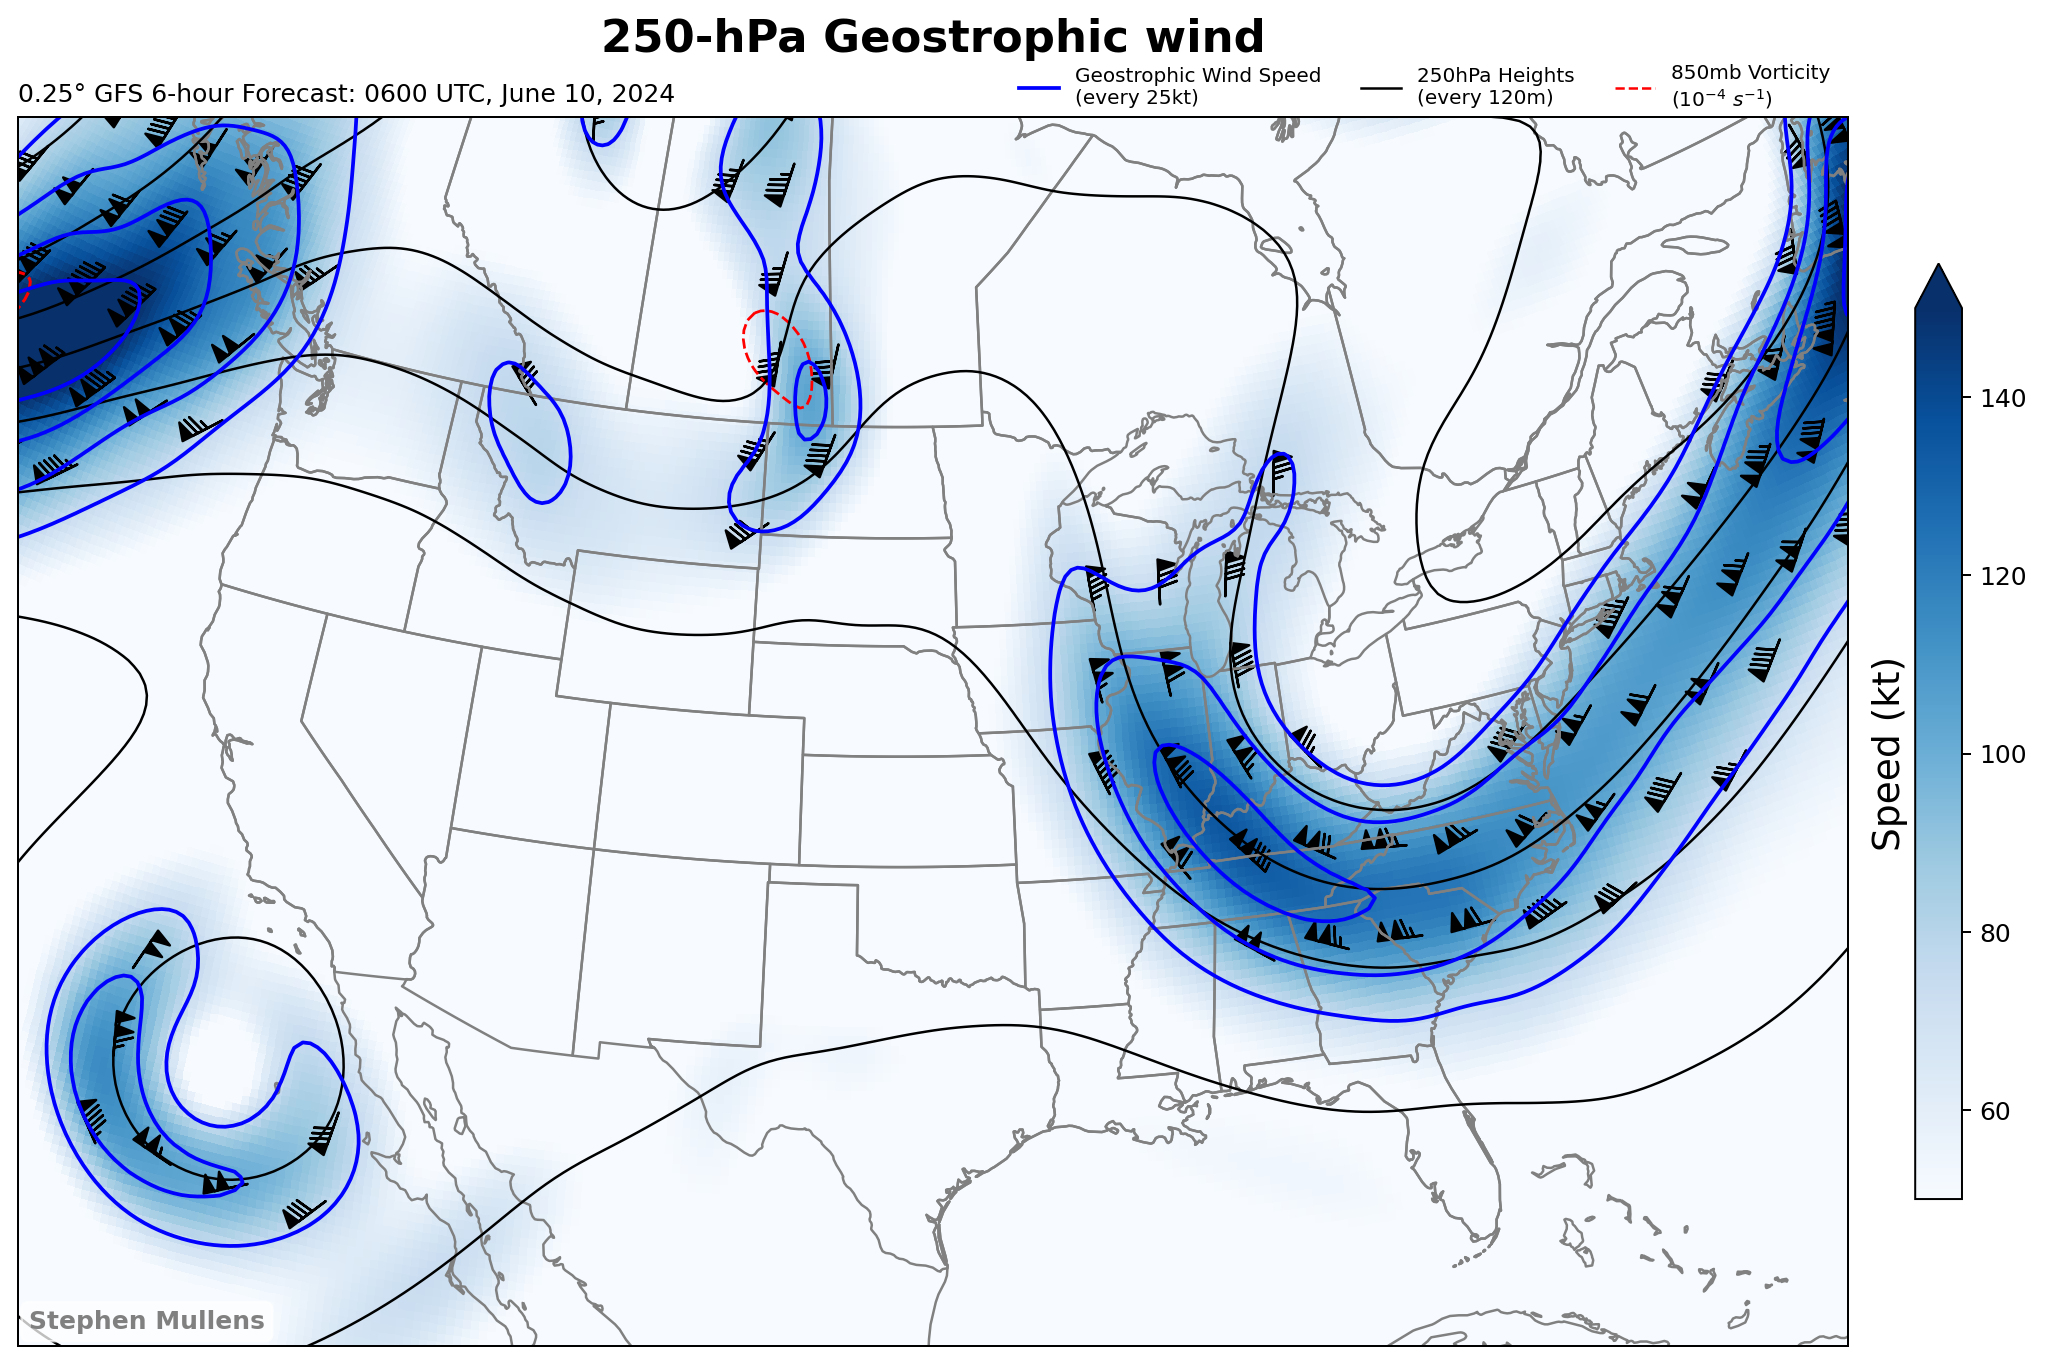 250-hPa Geostrophic wind
0.25° GFS 6-hour Forecast: 0600 UTC, June 10, 2024
Geostrophic Wind Speed
(every 25kt)
250hPa Heights
(every 120m)
850mb Vorticity
(10⁻⁴ s⁻¹)
140
120
100
80
60
Speed (kt)
Stephen Mullens